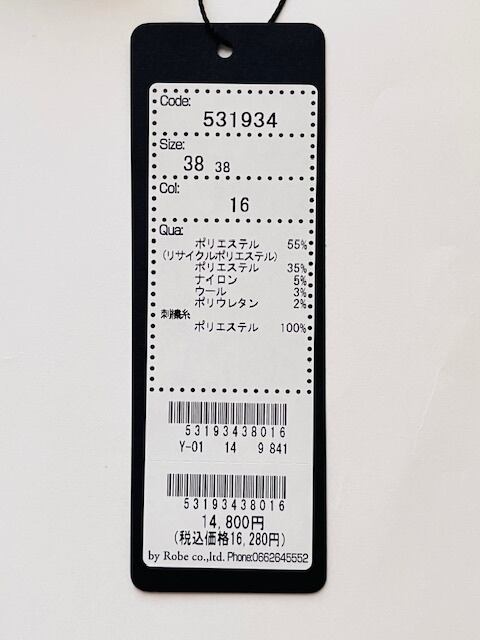 Code:
531934
Size:
38 38
Col:
16
Qua:
ポリエステル 55%
(リサイクルポリエステル)
ポリエステル 35%
ナイロン 5%
ウール 3%
ポリウレタン 2%
刺繍糸
ポリエステル 100%
53193438016
Y-01 14 9 841
53193438016
14,800円
(税込価格16,280円)
by Robe co.,ltd. Phone:0662645552